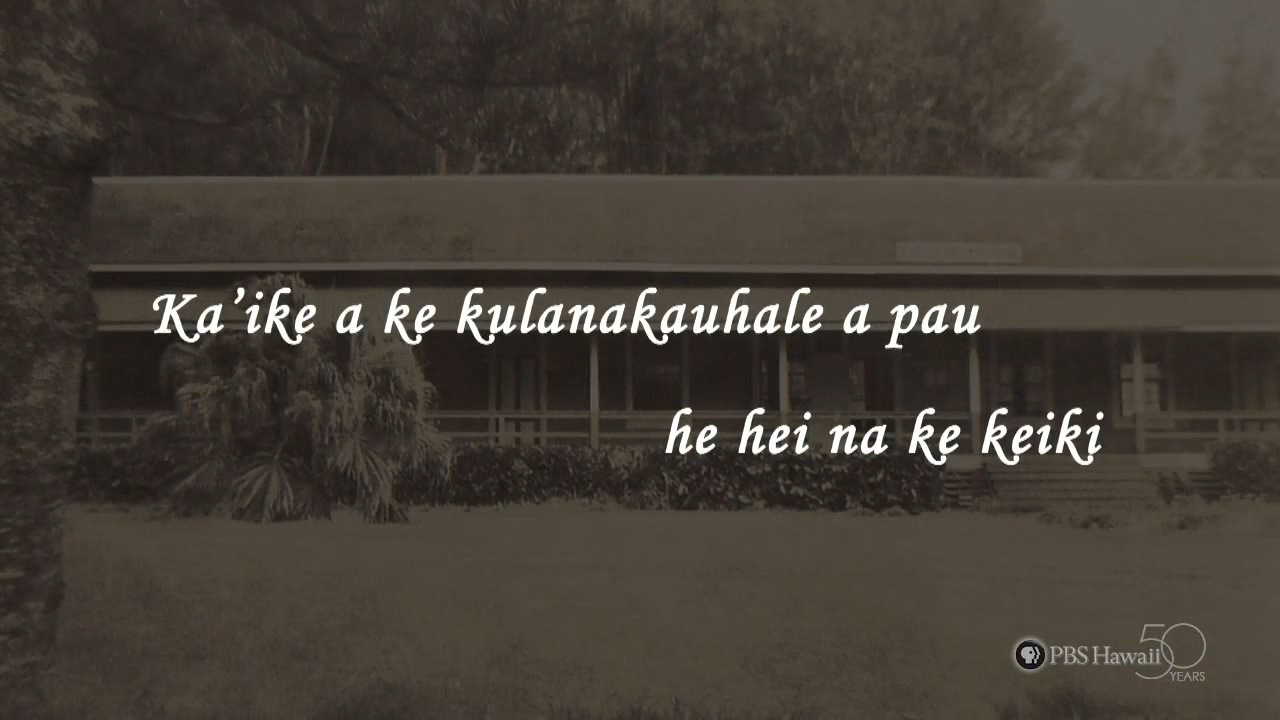 Ka’ike a ke kulanakauhale a pau
he hei na ke keiki
PBS Hawaii 50
YEARS